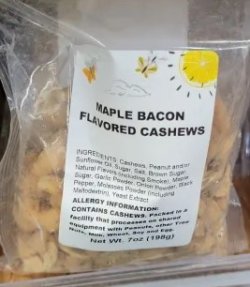 MAPLE BACON
FLAVORED CASHEWS
INGREDIENTS: Cashews, Peanut and/or
Sunflower Oil, Sugar, Salt, Brown Sugar,
Natural Flavors (including Smoke), Maple
Sugar, Garlic Powder, Onion Powder, Black
Pepper, Molasses Powder (including
Maltodextrin), Yeast Extract
ALLERGY INFORMATION:
CONTAINS CASHEWS. Packed in a
facility that processes on shared
equipment with Peanuts, other Tree
Nuts, Milk, Wheat, Soy and Egg.
Net Wt. 7oz (198g)